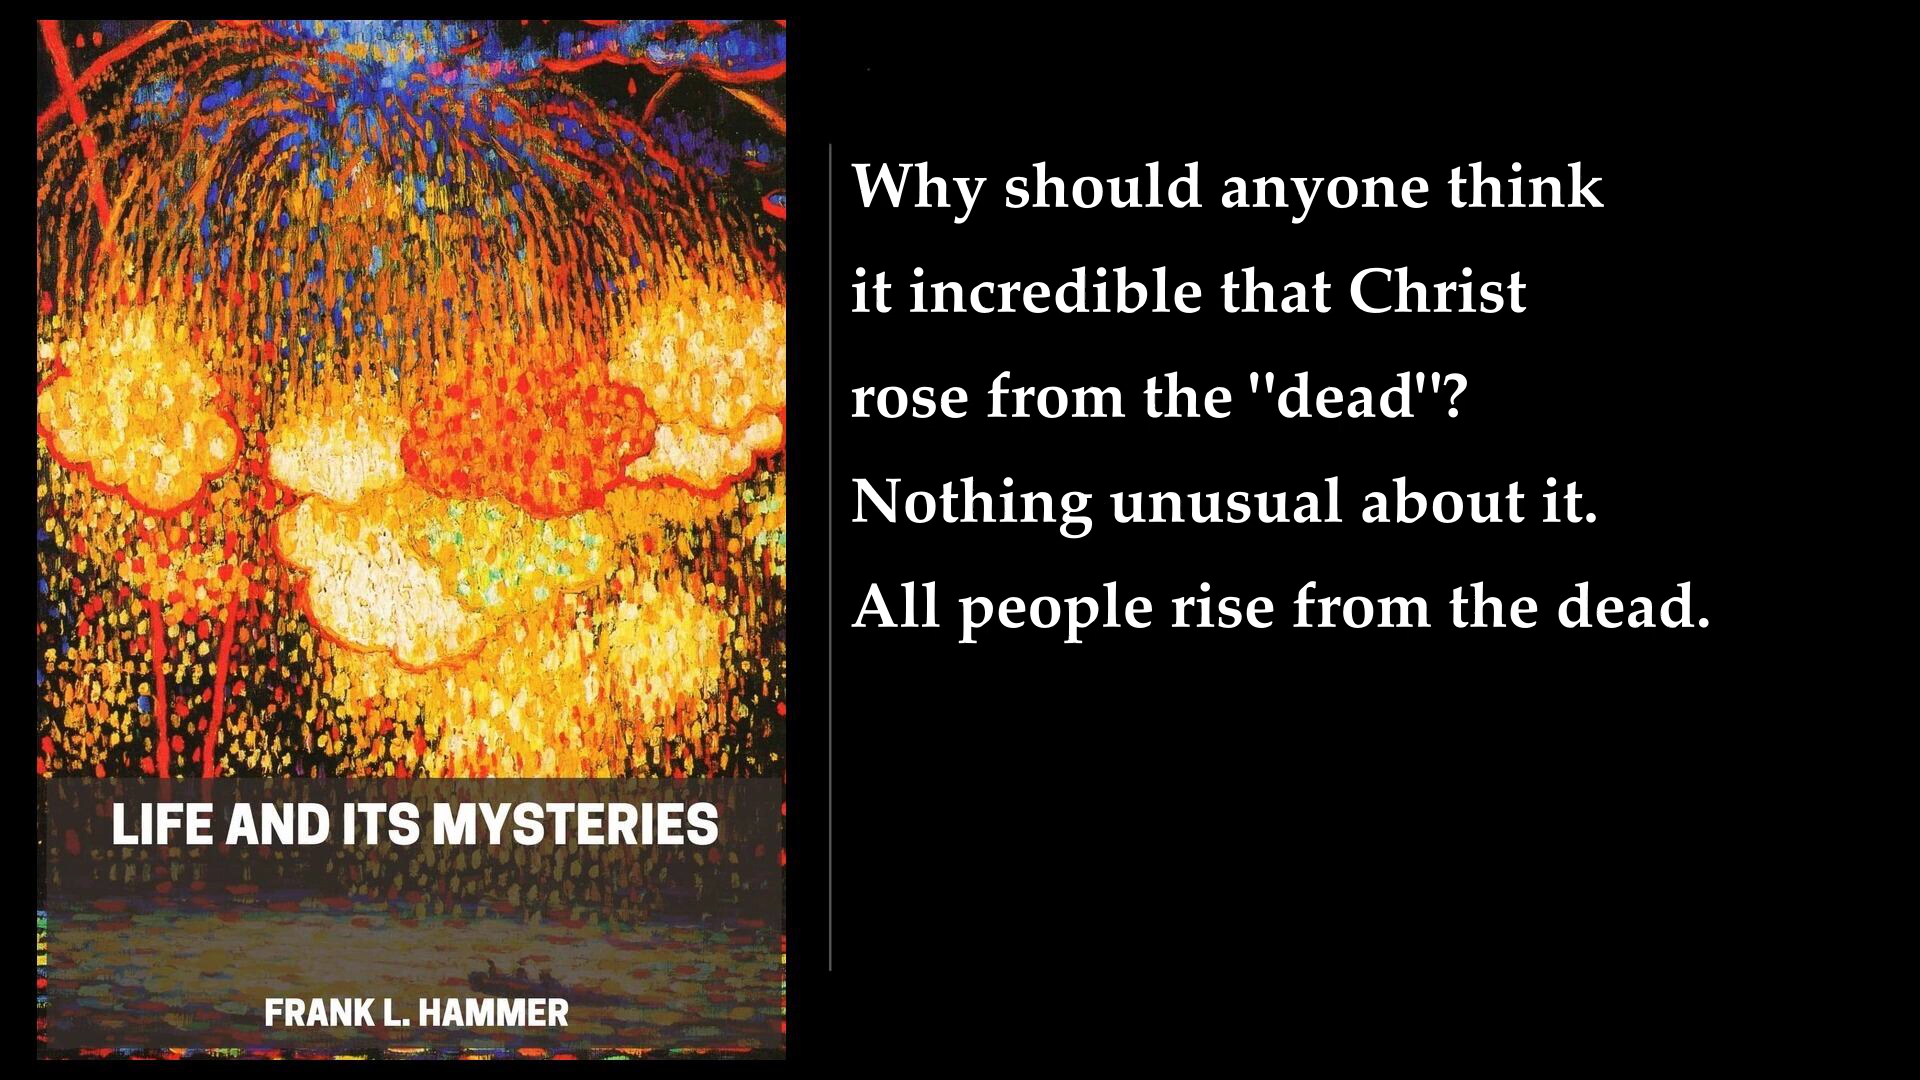 LIFE AND ITS MYSTERIES
FRANK L. HAMMER
Why should anyone think
it incredible that Christ
rose from the "dead"?
Nothing unusual about it.
All people rise from the dead.